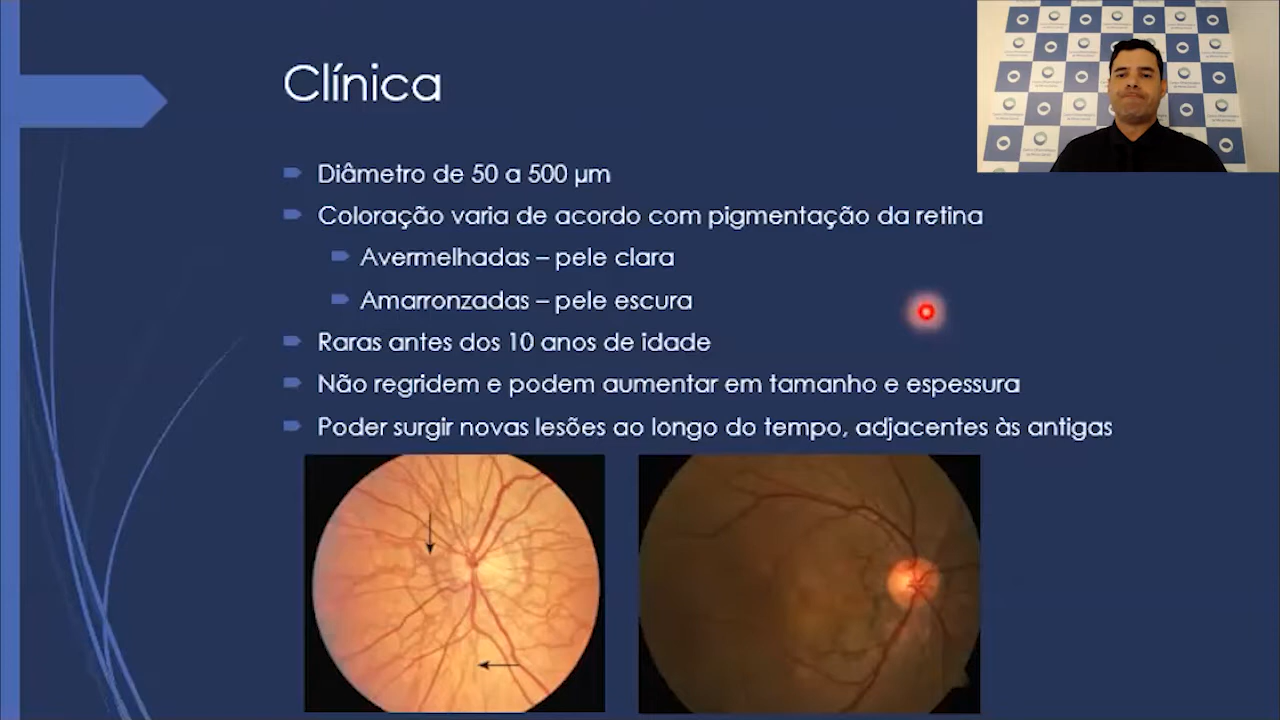 Clínica
Diâmetro de 50 a 500 µm
Coloração varia de acordo com pigmentação da retina
Avermelhadas – pele clara
Amarronzadas – pele escura
Raras antes dos 10 anos de idade
Não regridem e podem aumentar em tamanho e espessura
Poder surgir novas lesões ao longo do tempo, adjacentes às antigas